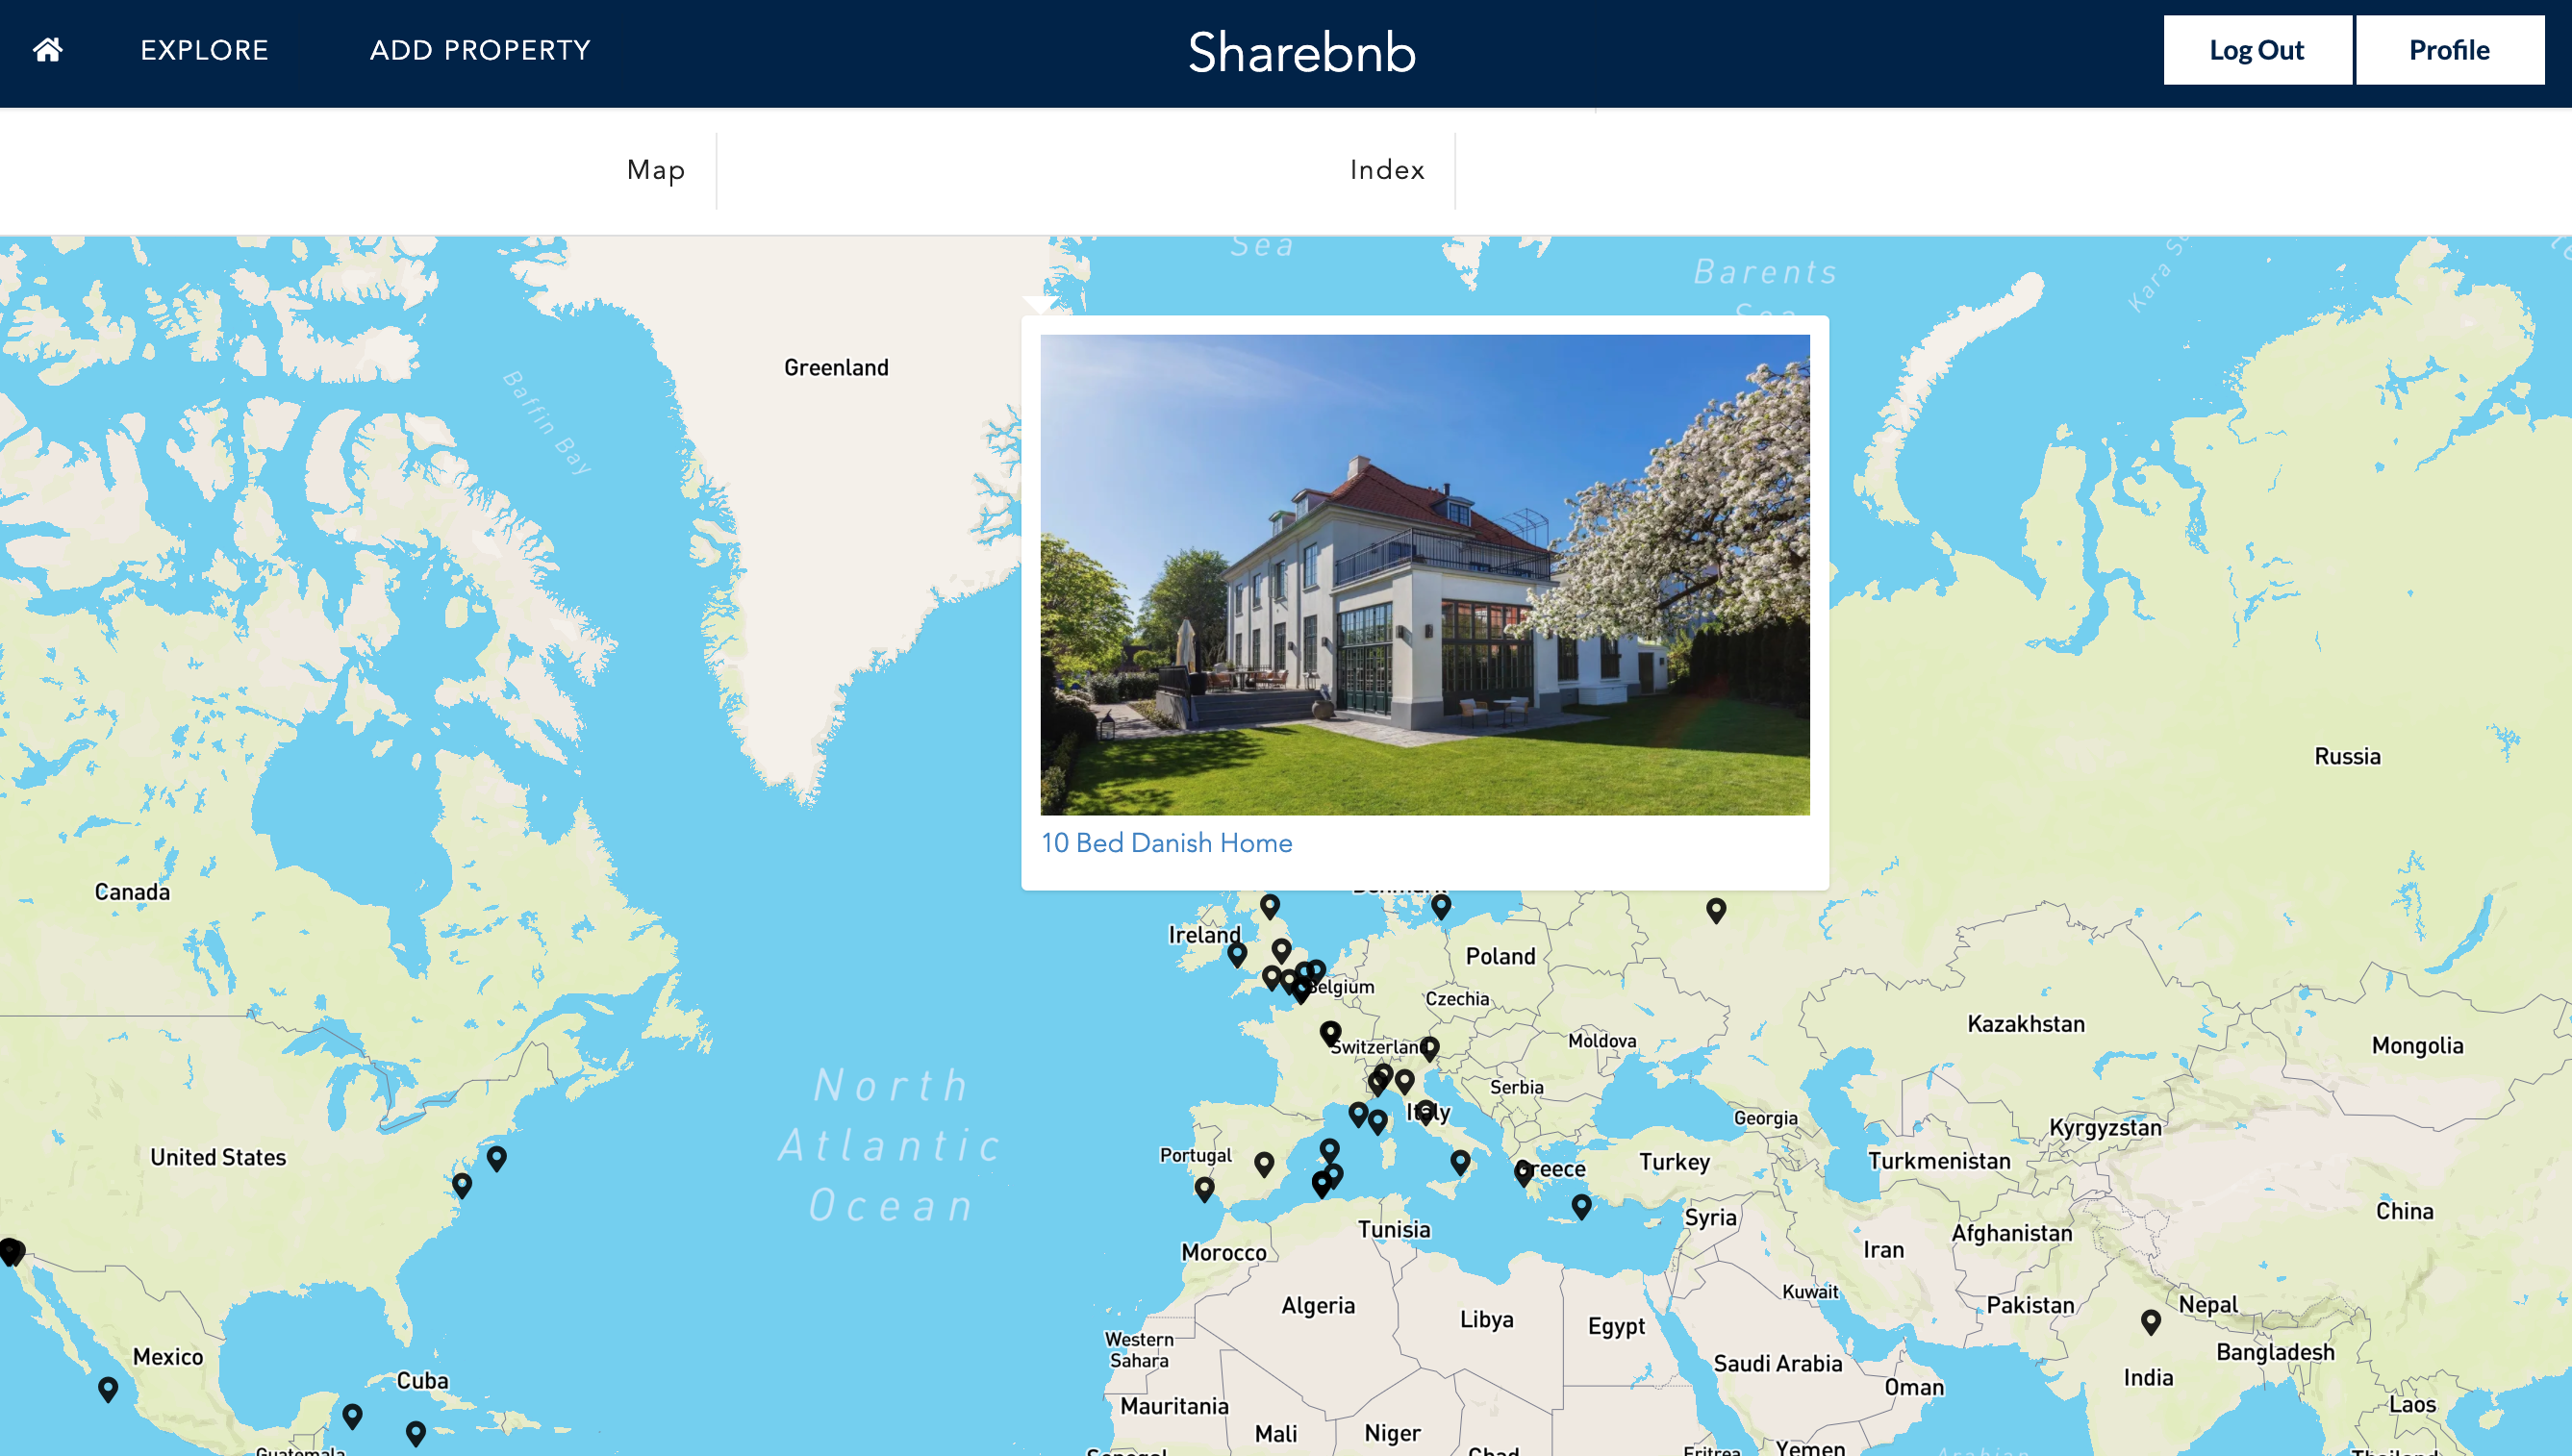 EXPLORE
ADD PROPERTY
Sharebnb
Log Out
Profile
Map
Index
Sea
Barents
Sea
Kara
Greenland
Baffin Bay
Russia
10 Bed Danish Home
Canada
Denmark
Ireland
Poland
Belgium
Czechia
Kazakhstan
Switzerland
Moldova
Mongolia
North
Atlantic
Ocean
Serbia
Italy
Georgia
Kyrgyzstan
United States
Portugal
Greece
Turkey
Turkmenistan
Syria
China
Tunisia
Afghanistan
Morocco
Iran
Kuwait
Algeria
Libya
Egypt
Pakistan
Nepal
Western
Sahara
Mexico
Saudi Arabia
Bangladesh
Cuba
India
Oman
Mauritania
Laos
Mali
Niger
Guatemala
Senegal
Chad
Eritrea
Yemen
Arabian
Thailand